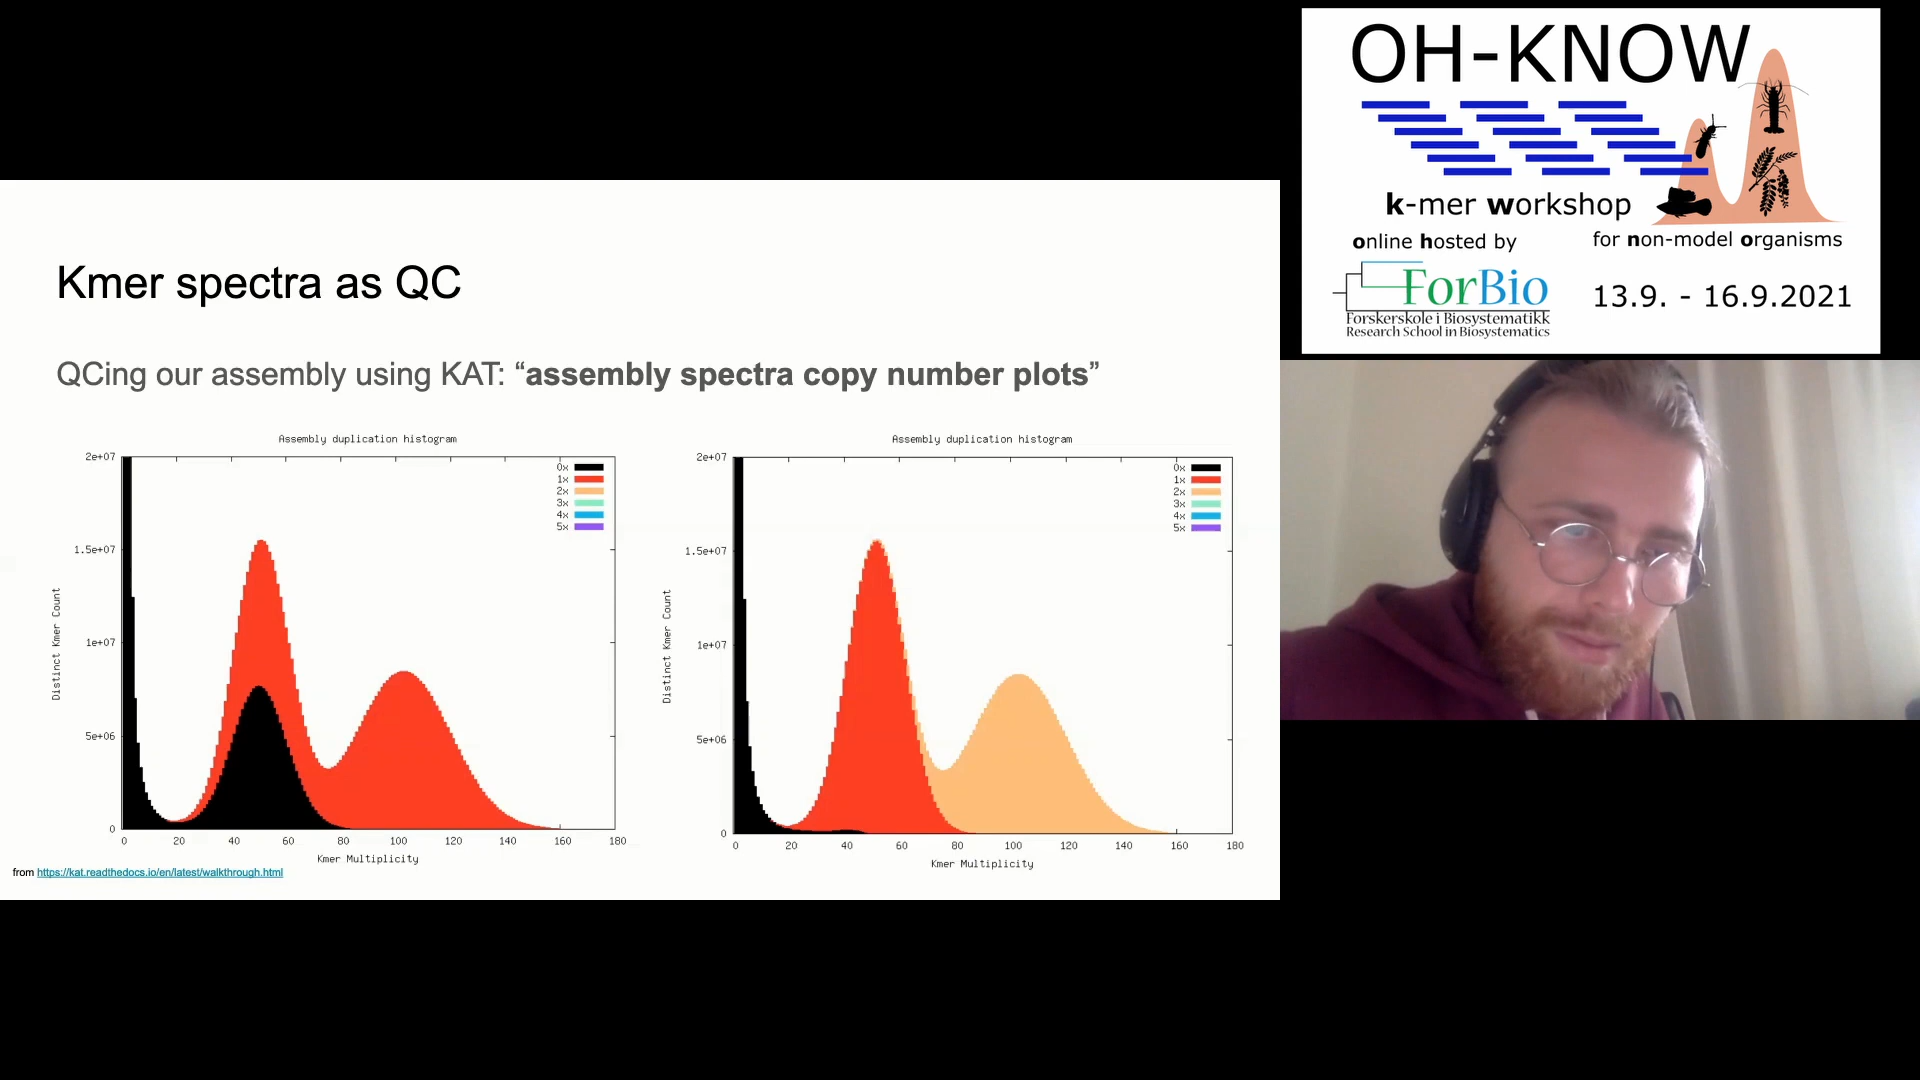 Kmer spectra as QC
QCing our assembly using KAT: “assembly spectra copy number plots”
Assembly duplication histogram
2e+07
1.5e+07
1e+07
5e+06
0
Distinct Kmer Count
0x
1x
2x
3x
4x
5x
0 20 40 60 80 100 120 140 160 180
Kmer Multiplicity
Assembly duplication histogram
2e+07
1.5e+07
1e+07
5e+06
0
Distinct Kmer Count
0x
1x
2x
3x
4x
5x
0 20 40 60 80 100 120 140 160 180
Kmer Multiplicity
from https://kat.readthedocs.io/en/latest/walkthrough.html
OH-KNOW
k-mer workshop
online hosted by
for non-model organisms
ForBio
Forskerskole i Biosystematikk
Research School in Biosystematics
13.9. - 16.9.2021